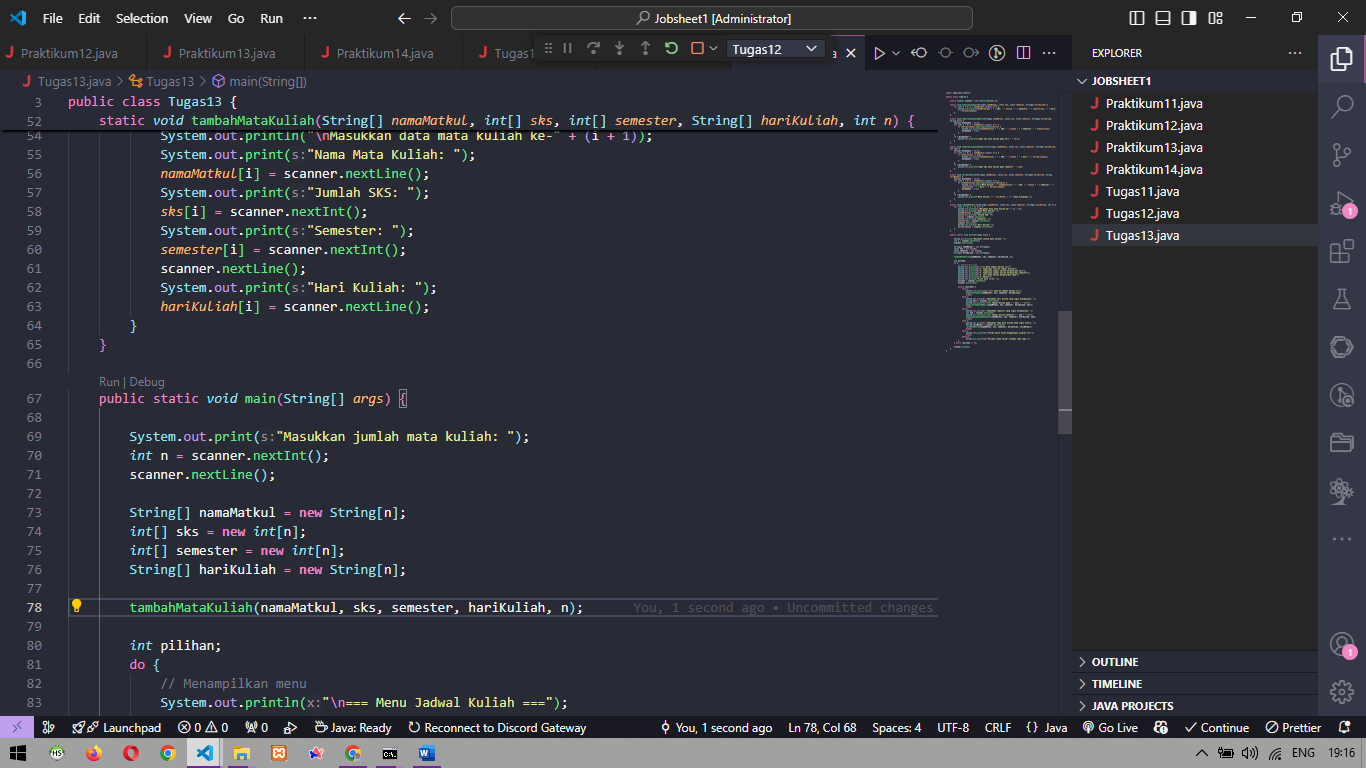 File Edit Selection View Go Run ··· Jobsheet1 [Administrator]
Praktikum12.java Praktikum13.java Praktikum14.java Tugas1 Tugas12 a
Tugas13.java > Tugas13 > main(String[])
3 public class Tugas13 {
52 static void tambahMataKuliah(String[] namaMatkul, int[] sks, int[] semester, String[] hariKuliah, int n) {
54 System.out.println("\nMasukkan data mata kuliah ke-" + (i + 1));
55 System.out.print(s:"Nama Mata Kuliah: ");
56 namaMatkul[i] = scanner.nextLine();
57 System.out.print(s:"Jumlah SKS: ");
58 sks[i] = scanner.nextInt();
59 System.out.print(s:"Semester: ");
60 semester[i] = scanner.nextInt();
61 scanner.nextLine();
62 System.out.print(s:"Hari Kuliah: ");
63 hariKuliah[i] = scanner.nextLine();
64 }
65 }
66
Run | Debug
67 public static void main(String[] args) {
68
69 System.out.print(s:"Masukkan jumlah mata kuliah: ");
70 int n = scanner.nextInt();
71 scanner.nextLine();
72
73 String[] namaMatkul = new String[n];
74 int[] sks = new int[n];
75 int[] semester = new int[n];
76 String[] hariKuliah = new String[n];
77
78 tambahMataKuliah(namaMatkul, sks, semester, hariKuliah, n); You, 1 second ago • Uncommitted changes
79
80 int pilihan;
81 do {
82 // Menampilkan menu
83 System.out.println(x:"\n=== Menu Jadwal Kuliah ===");
EXPLORER ···
JOBSHEET1
J Praktikum11.java
J Praktikum12.java
J Praktikum13.java
J Praktikum14.java
J Tugas11.java
J Tugas12.java
J Tugas13.java
OUTLINE
TIMELINE
JAVA PROJECTS
1
1
Launchpad 0 0 0 Java: Ready Reconnect to Discord Gateway You, 1 second ago Ln 78, Col 68 Spaces: 4 UTF-8 CRLF {} Java Go Live Continue Prettier
HS ENG 19:16